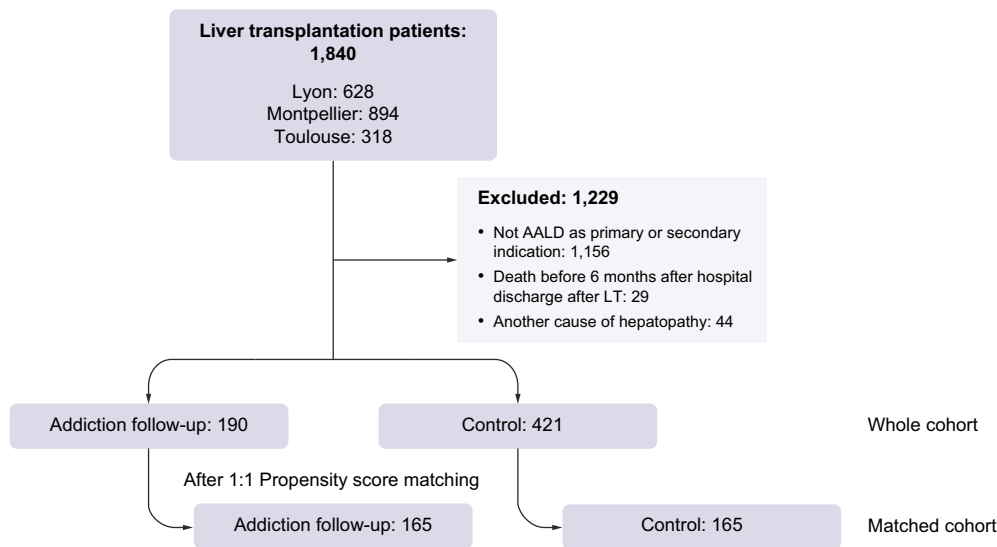 Liver transplantation patients:
1,840
Lyon: 628
Montpellier: 894
Toulouse: 318
Excluded: 1,229
• Not AALD as primary or secondary
indication: 1,156
• Death before 6 months after hospital
discharge after LT: 29
• Another cause of hepatopathy: 44
Addiction follow-up: 190
Control: 421
Whole cohort
After 1:1 Propensity score matching
Addiction follow-up: 165
Control: 165
Matched cohort